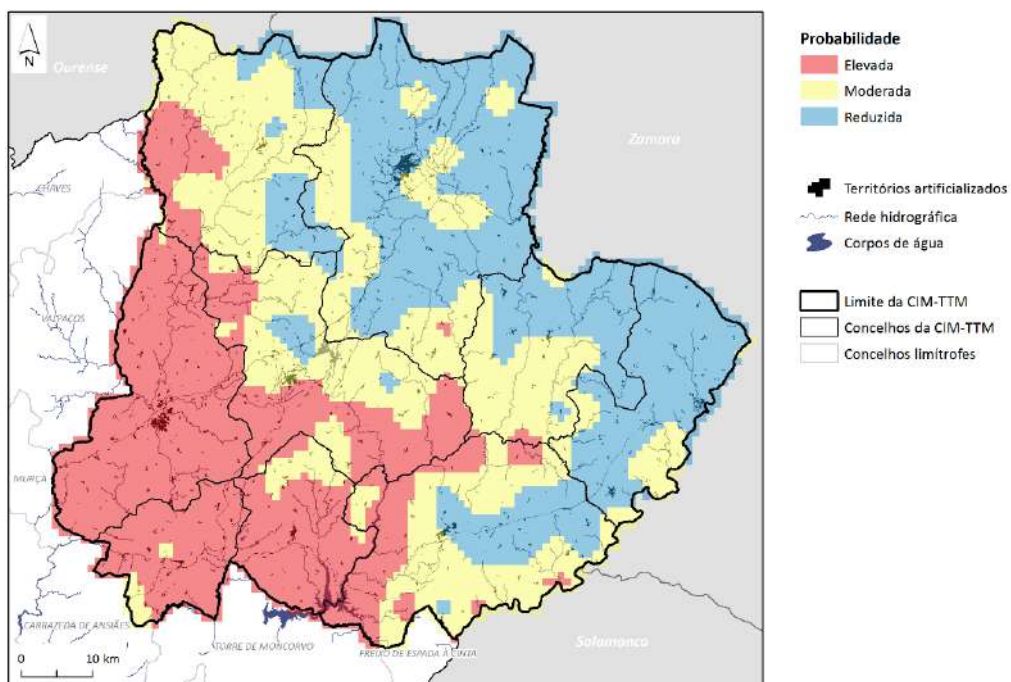 N
Ourense
Zamora
CHAVES
VALPAÇOS
MURÇA
CARRAZEDA DE ANSIÃES
TORRE DE MONCORVO
FREIXO DE ESPADA À CINTA
Salamanca
0 10 km
Probabilidade
Elevada
Moderada
Reduzida
Territórios artificializados
Rede hidrográfica
Corpos de água
Limite da CIM-TTM
Concelhos da CIM-TTM
Concelhos limítrofes